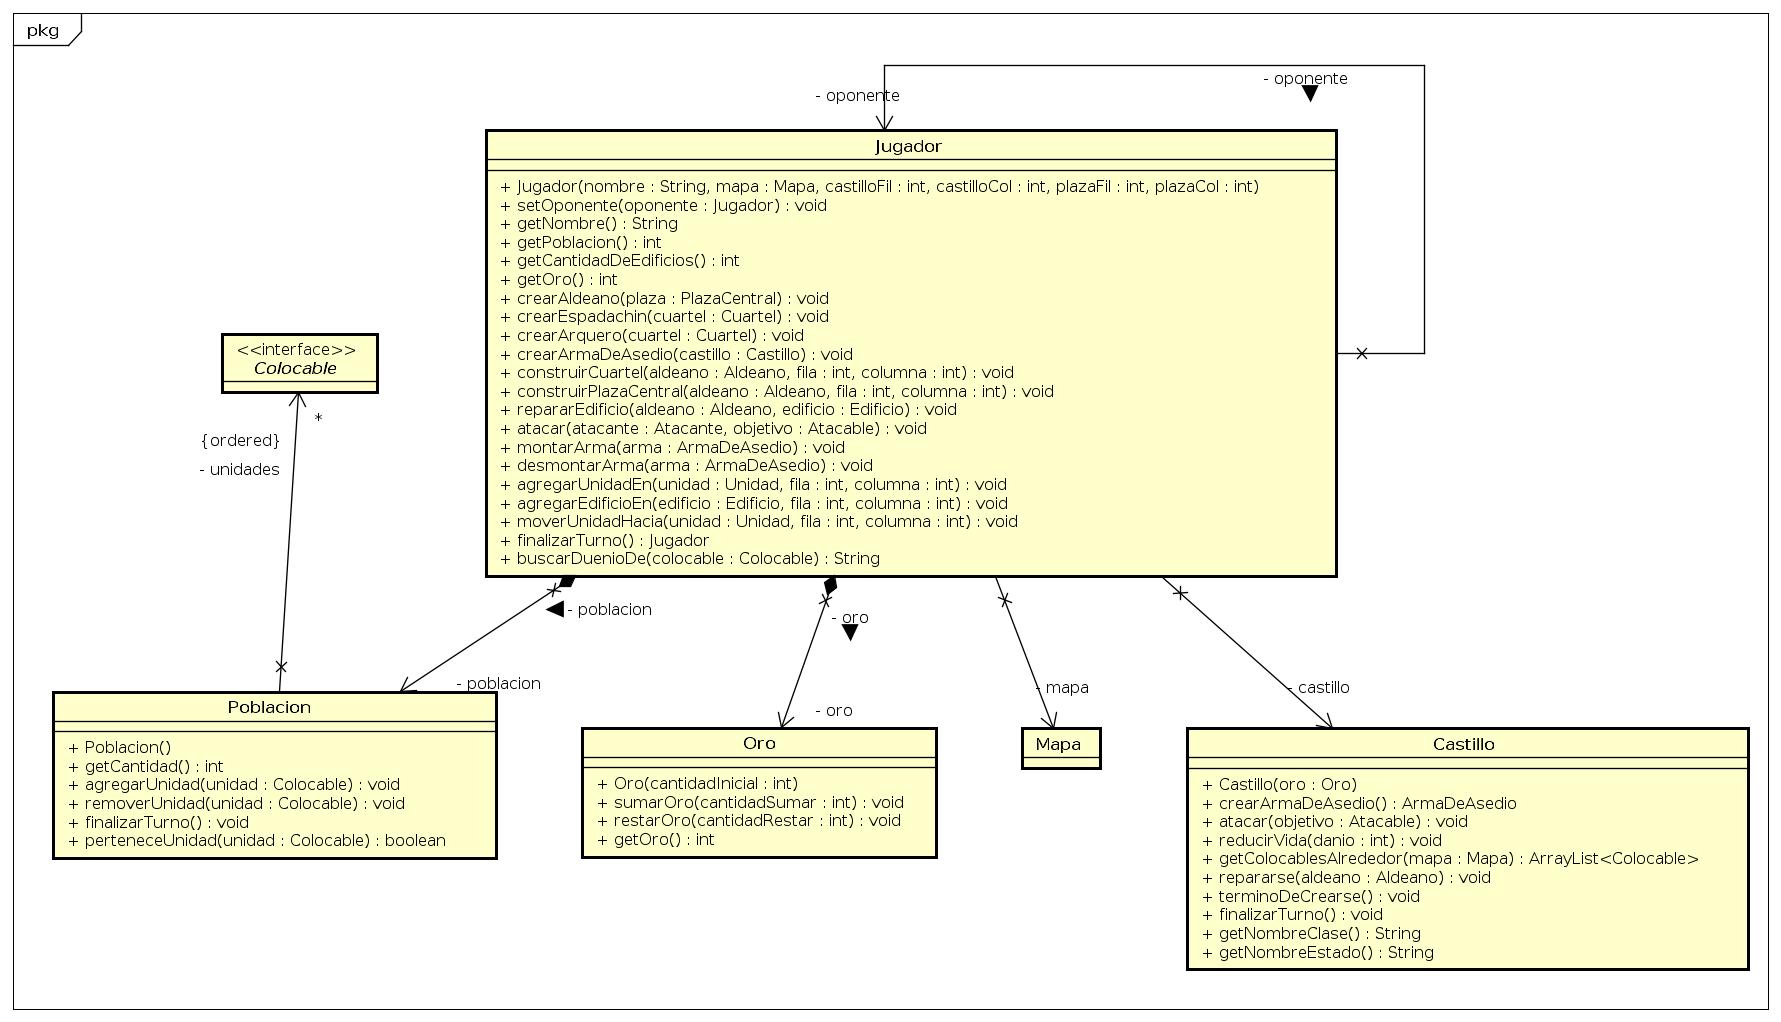 pkg
- oponente
- oponente
Jugador
+ Jugador(nombre : String, mapa : Mapa, castilloFil : int, castilloCol : int, plazaFil : int, plazaCol : int)
+ setOponente(oponente : Jugador) : void
+ getNombre() : String
+ getPoblacion() : int
+ getCantidadDeEdificios() : int
+ getOro() : int
+ crearAldeano(plaza : PlazaCentral) : void
+ crearEspadachin(cuartel : Cuartel) : void
+ crearArquero(cuartel : Cuartel) : void
+ crearArmaDeAsedio(castillo : Castillo) : void
+ construirCuartel(aldeano : Aldeano, fila : int, columna : int) : void
+ construirPlazaCentral(aldeano : Aldeano, fila : int, columna : int) : void
+ repararEdificio(aldeano : Aldeano, edificio : Edificio) : void
+ atacar(atacante : Atacante, objetivo : Atacable) : void
+ montarArma(arma : ArmaDeAsedio) : void
+ desmontarArma(arma : ArmaDeAsedio) : void
+ agregarUnidadEn(unidad : Unidad, fila : int, columna : int) : void
+ agregarEdificioEn(edificio : Edificio, fila : int, columna : int) : void
+ moverUnidadHacia(unidad : Unidad, fila : int, columna : int) : void
+ finalizarTurno() : Jugador
+ buscarDuenioDe(colocable : Colocable) : String
<<interface>>
Colocable
*
{ordered}
- unidades
- poblacion
- oro
- poblacion
- oro
- mapa
- castillo
Poblacion
+ Poblacion()
+ getCantidad() : int
+ agregarUnidad(unidad : Colocable) : void
+ removerUnidad(unidad : Colocable) : void
+ finalizarTurno() : void
+ perteneceUnidad(unidad : Colocable) : boolean
Oro
+ Oro(cantidadInicial : int)
+ sumarOro(cantidadSumar : int) : void
+ restarOro(cantidadRestar : int) : void
+ getOro() : int
Mapa
Castillo
+ Castillo(oro : Oro)
+ crearArmaDeAsedio() : ArmaDeAsedio
+ atacar(objetivo : Atacable) : void
+ reducirVida(danio : int) : void
+ getColocablesAlrededor(mapa : Mapa) : ArrayList<Colocable>
+ repararse(aldeano : Aldeano) : void
+ terminoDeCrearse() : void
+ finalizarTurno() : void
+ getNombreClase() : String
+ getNombreEstado() : String